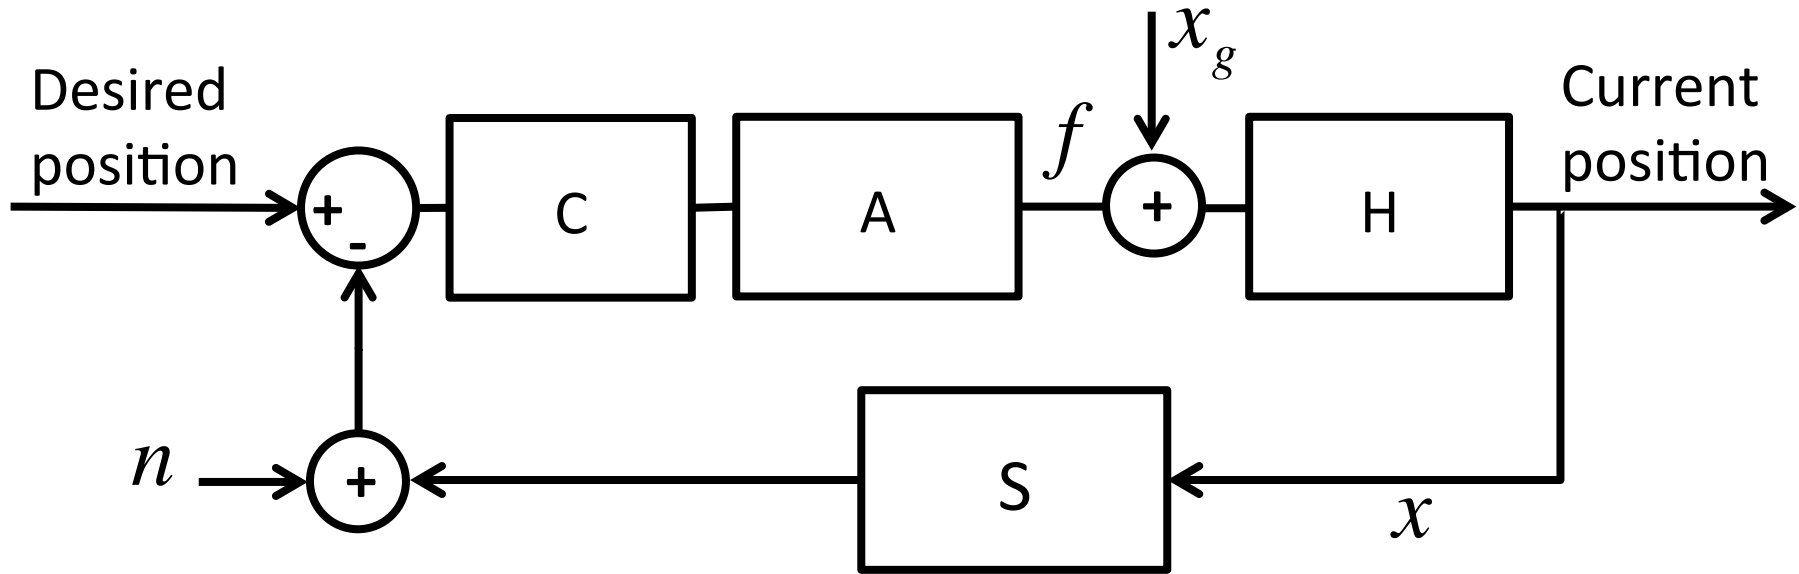 Desired
position
+
-
C
A
f
x_g
+
H
Current
position
n
+
S
x